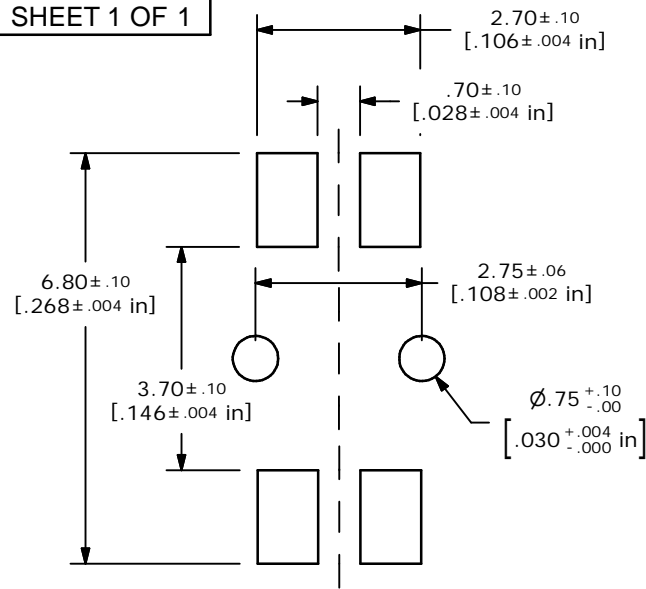 SHEET 1 OF 1
2.70±.10
[.106±.004 in]
.70±.10
[.028±.004 in]
6.80±.10
[.268±.004 in]
2.75±.06
[.108±.002 in]
3.70±.10
[.146±.004 in]
Ø.75 +.10 -.00
[.030 +.004 -.000 in]